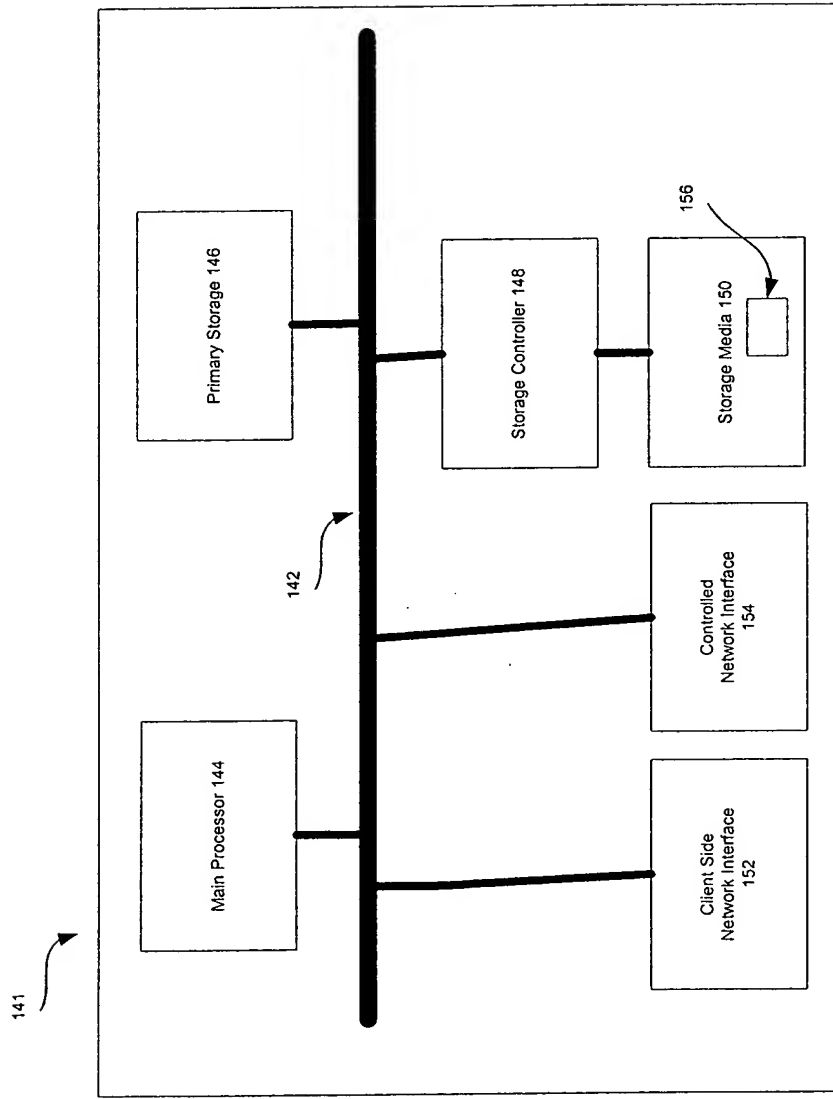 141
Main Processor 144
Primary Storage 146
142
Storage Controller 148
156
Client Side
Network Interface
152
Controlled
Network Interface
154
Storage Media 150